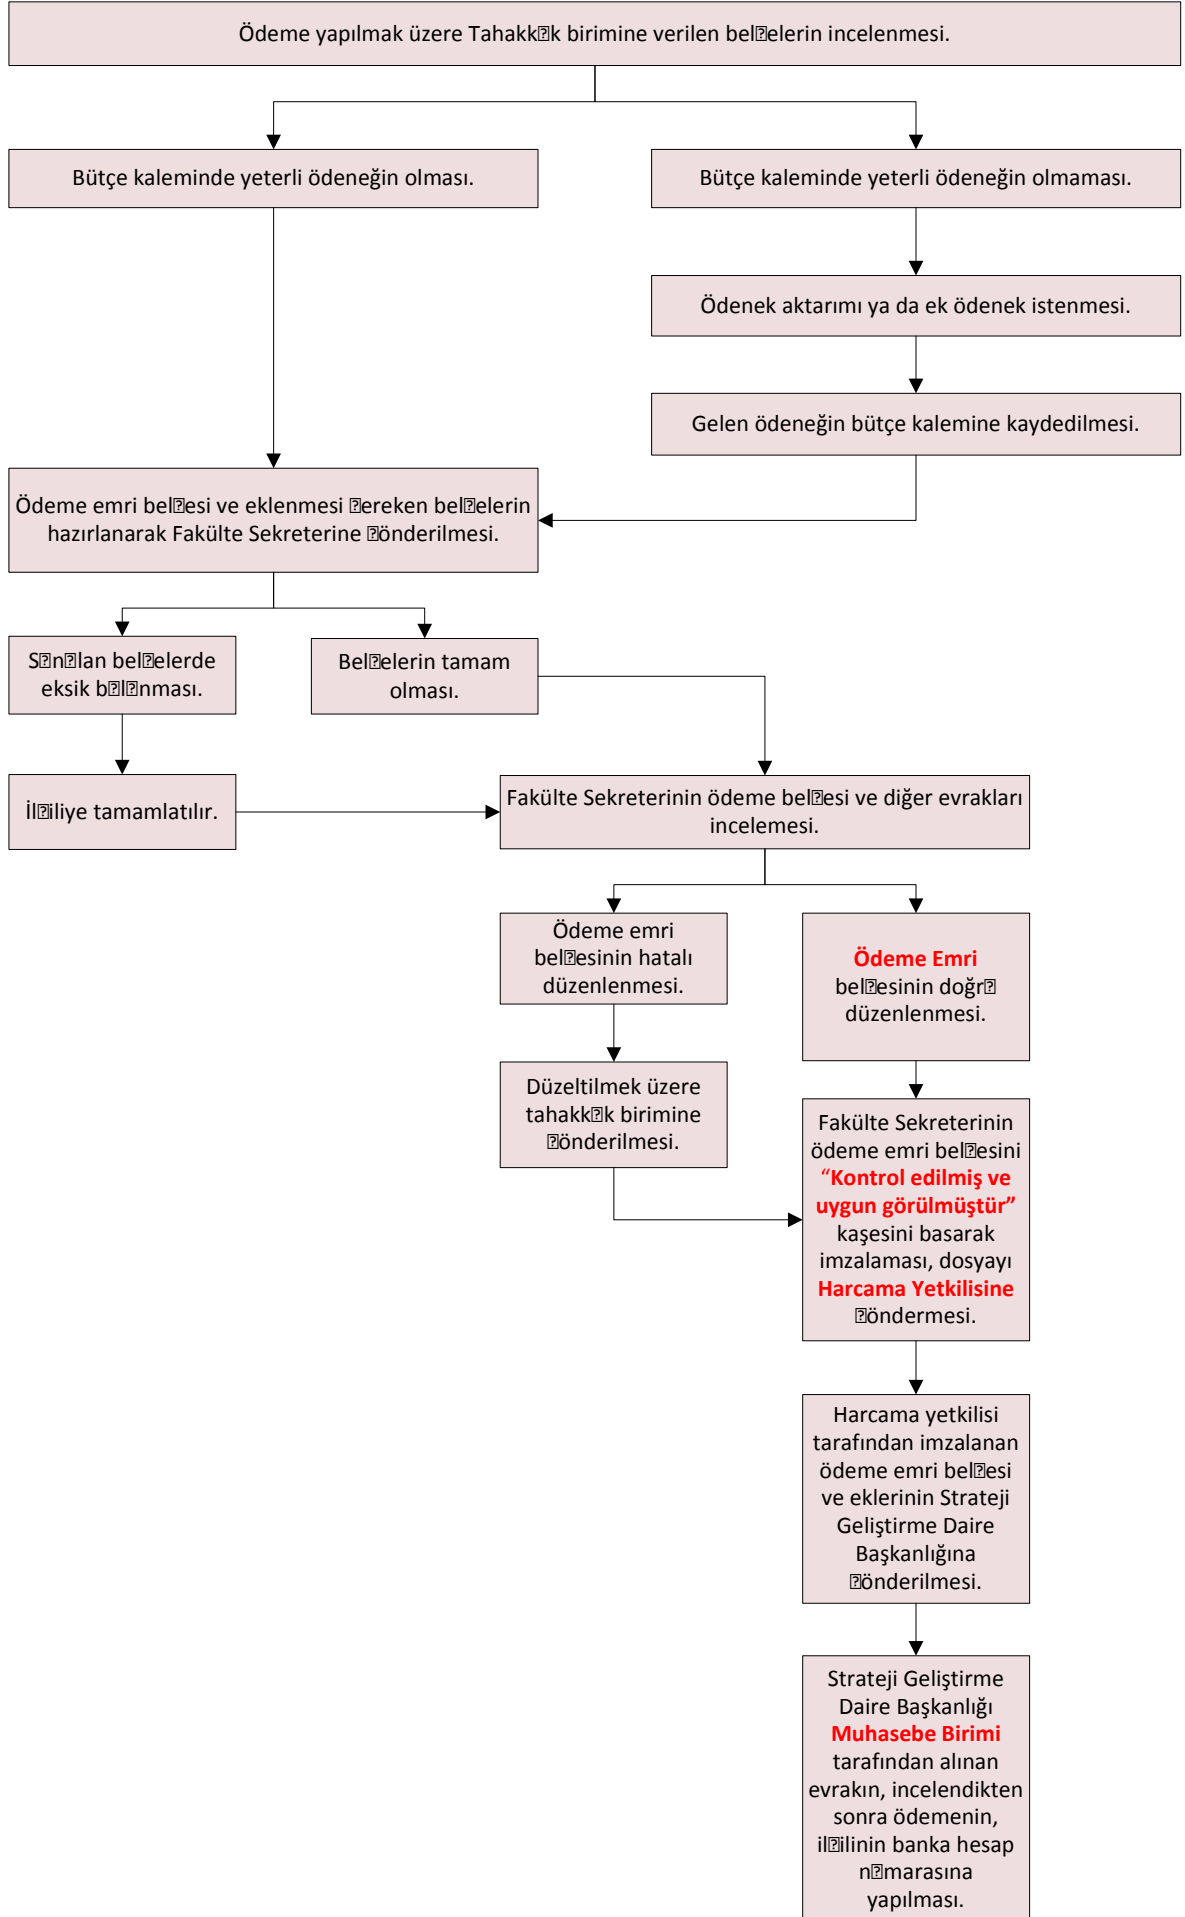 Ödeme yapılmak üzere Tahakk�k birimine verilen bel�elerin incelenmesi.
Bütçe kaleminde yeterli ödeneğin olması.
Bütçe kaleminde yeterli ödeneğin olmaması.
Ödenek aktarımı ya da ek ödenek istenmesi.
Gelen ödeneğin bütçe kalemine kaydedilmesi.
Ödeme emri bel�esi ve eklenmesi �ereken bel�elerin
hazırlanarak Fakülte Sekreterine �önderilmesi.
S�n�lan bel�elerde
eksik b�l�nması.
Bel�elerin tamam
olması.
İl�iliye tamamlatılır.
Fakülte Sekreterinin ödeme bel�esi ve diğer evrakları
incelemesi.
Ödeme emri
bel�esinin hatalı
düzenlenmesi.
Ödeme Emri
bel�esinin doğr�
düzenlenmesi.
Düzeltilmek üzere
tahakk�k birimine
�önderilmesi.
Fakülte Sekreterinin
ödeme emri bel�esini
“Kontrol edilmiş ve
uygun görülmüştür”
kaşesini basarak
imzalaması, dosyayı
Harcama Yetkilisine
�öndermesi.
Harcama yetkilisi
tarafından imzalanan
ödeme emri bel�esi
ve eklerinin Strateji
Geliştirme Daire
Başkanlığına
�önderilmesi.
Strateji Geliştirme
Daire Başkanlığı
Muhasebe Birimi
tarafından alınan
evrakın, incelendikten
sonra ödemenin,
il�ilinin banka hesap
n�marasına
yapılması.